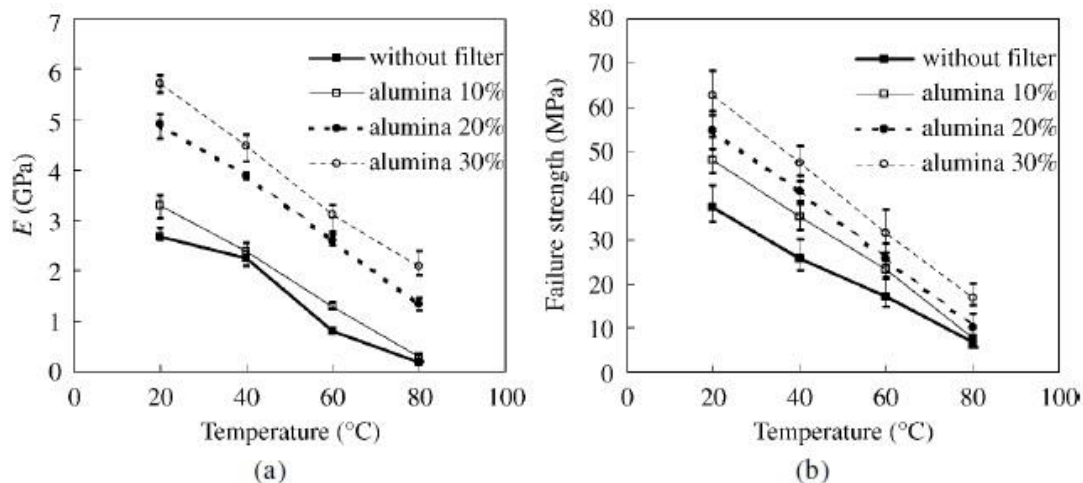 7
6
5
4
3
2
1
0
E (GPa)
without filter
alumina 10%
alumina 20%
alumina 30%
0 20 40 60 80 100
Temperature (°C)
(a)
80
70
60
50
40
30
20
10
0
Failure strength (MPa)
without filter
alumina 10%
alumina 20%
alumina 30%
0 20 40 60 80 100
Temperature (°C)
(b)